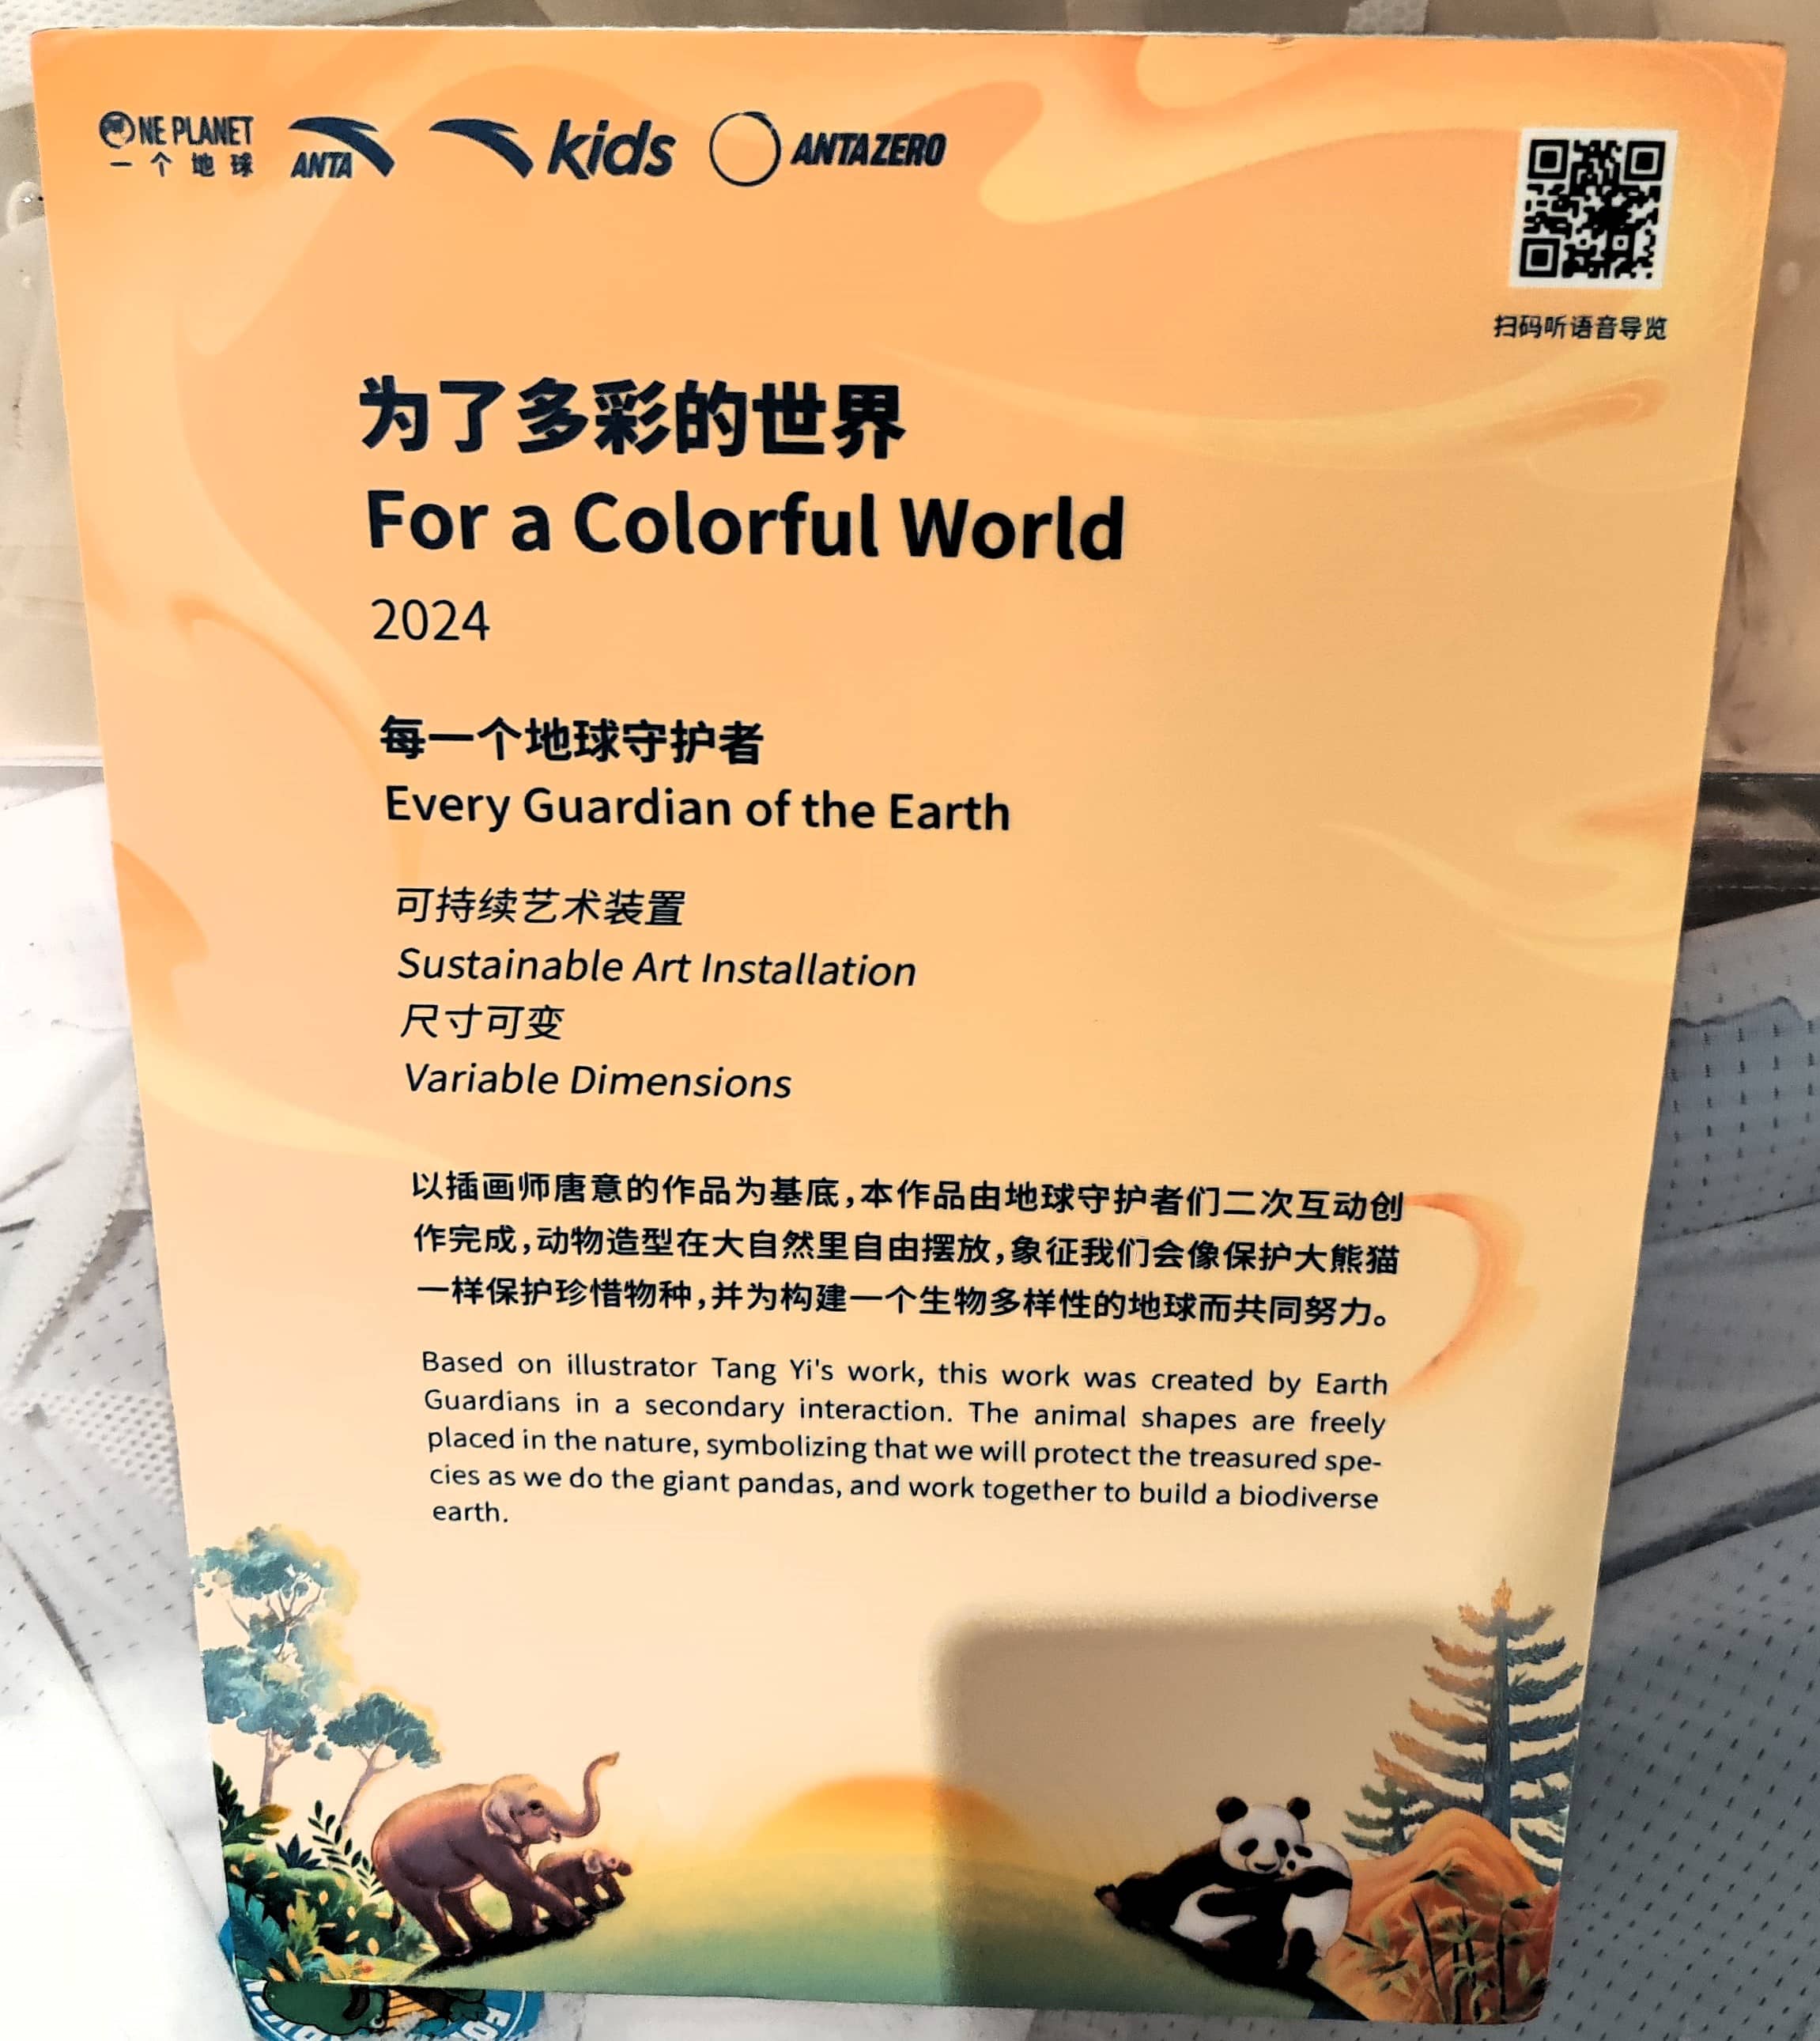 ONE PLANET
一个地球
ANTA
kids
ANTAZERO
扫码听语音导览
为了多彩的世界
For a Colorful World
2024
每一个地球守护者
Every Guardian of the Earth
可持续艺术装置
Sustainable Art Installation
尺寸可变
Variable Dimensions
以插画师唐意的作品为基底,本作品由地球守护者们二次互动创
作完成,动物造型在大自然里自由摆放,象征我们会像保护大熊猫
一样保护珍惜物种,并为构建一个生物多样性的地球而共同努力。
Based on illustrator Tang Yi's work, this work was created by Earth
Guardians in a secondary interaction. The animal shapes are freely
placed in the nature, symbolizing that we will protect the treasured spe-
cies as we do the giant pandas, and work together to build a biodiverse
earth.